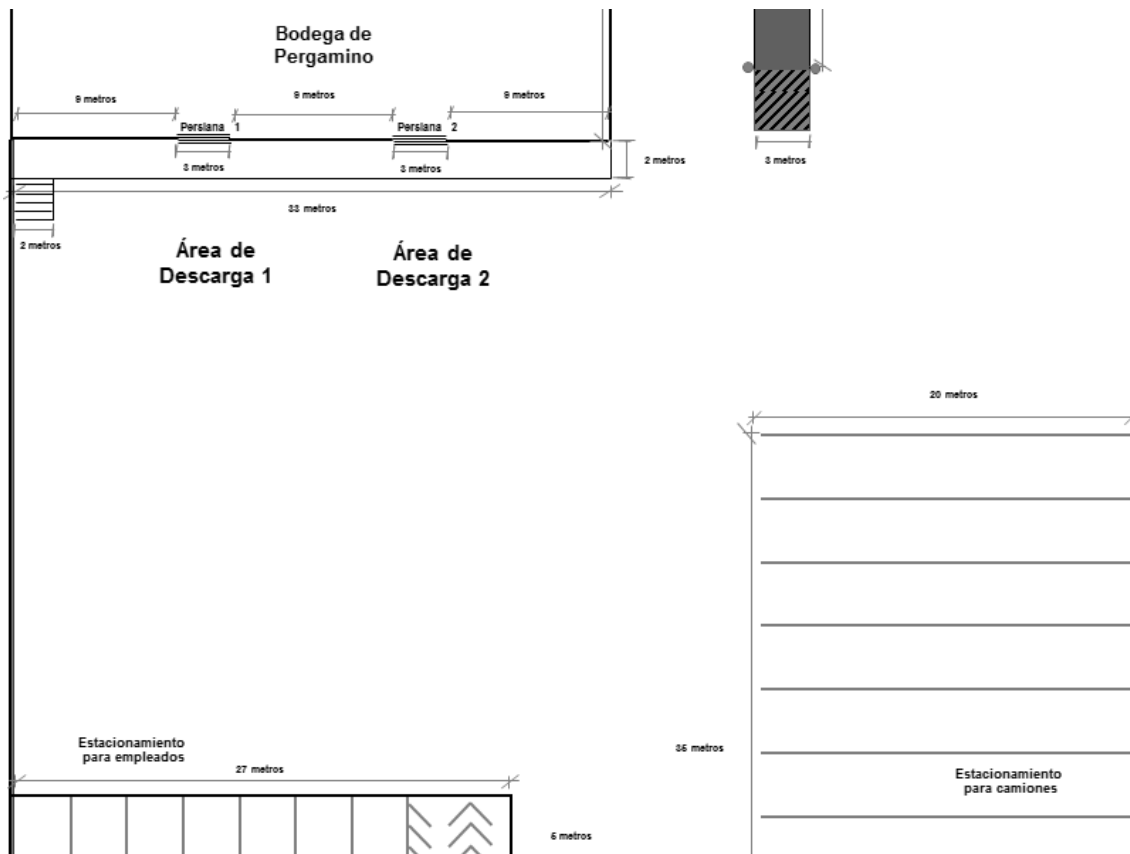 Bodega de
Pergamino
9 metros
9 metros
9 metros
Persiana 1
Persiana 2
3 metros
3 metros
2 metros
3 metros
33 metros
2 metros
Área de
Descarga 1
Área de
Descarga 2
20 metros
Estacionamiento
para empleados
27 metros
35 metros
Estacionamiento
para camiones
5 metros